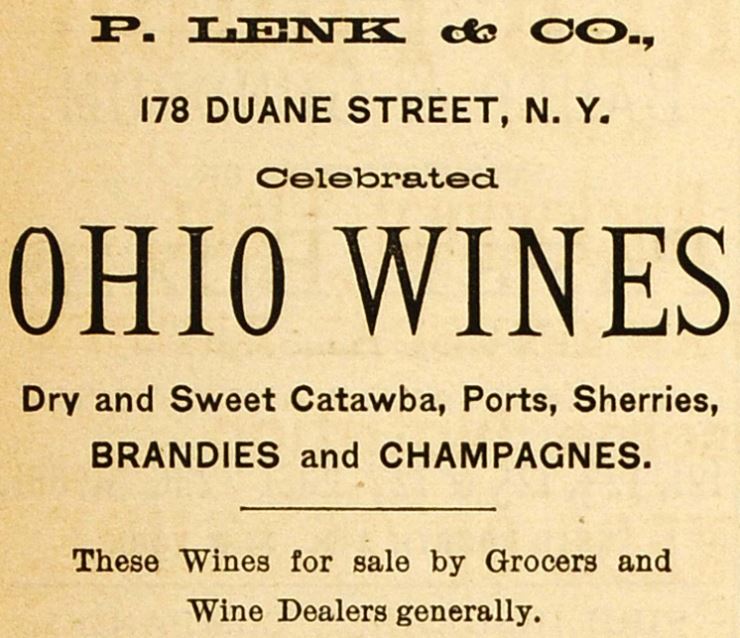 P. LENK & CO.,
178 DUANE STREET, N. Y.
Celebrated
OHIO WINES
Dry and Sweet Catawba, Ports, Sherries,
BRANDIES and CHAMPAGNES.
These Wines for sale by Grocers and
Wine Dealers generally.